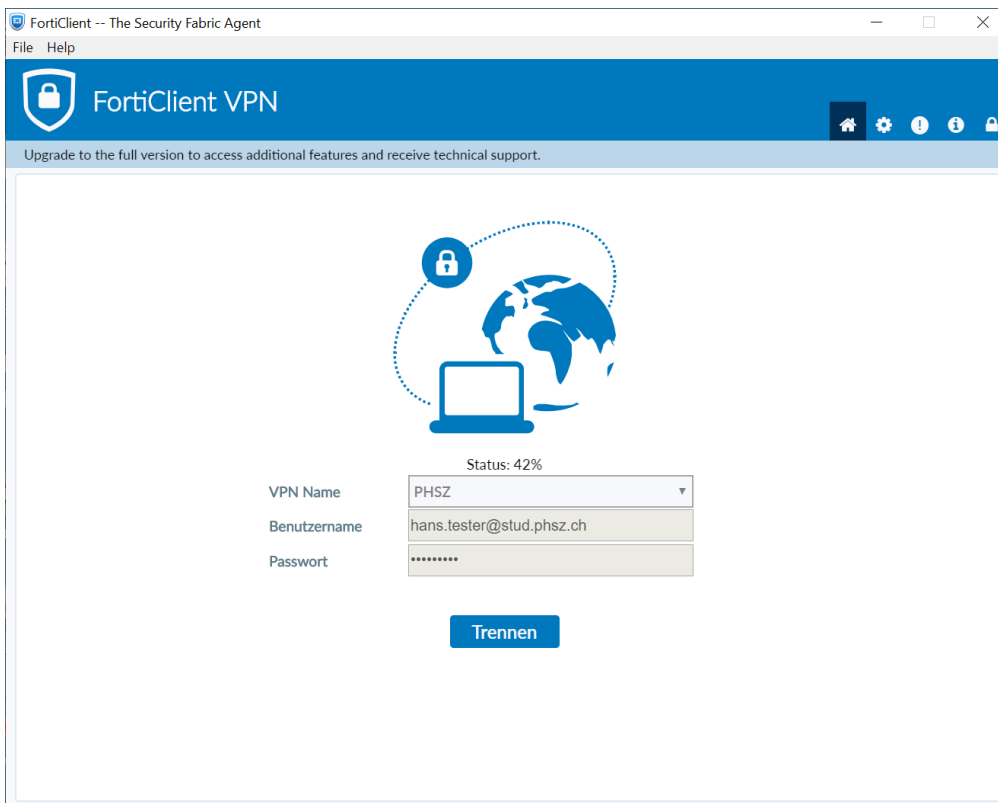 FortiClient -- The Security Fabric Agent
File Help
FortiClient VPN
Upgrade to the full version to access additional features and receive technical support.
Status: 42%
VPN Name PHSZ
Benutzername hans.tester@stud.phsz.ch
Passwort •••••••••
Trennen